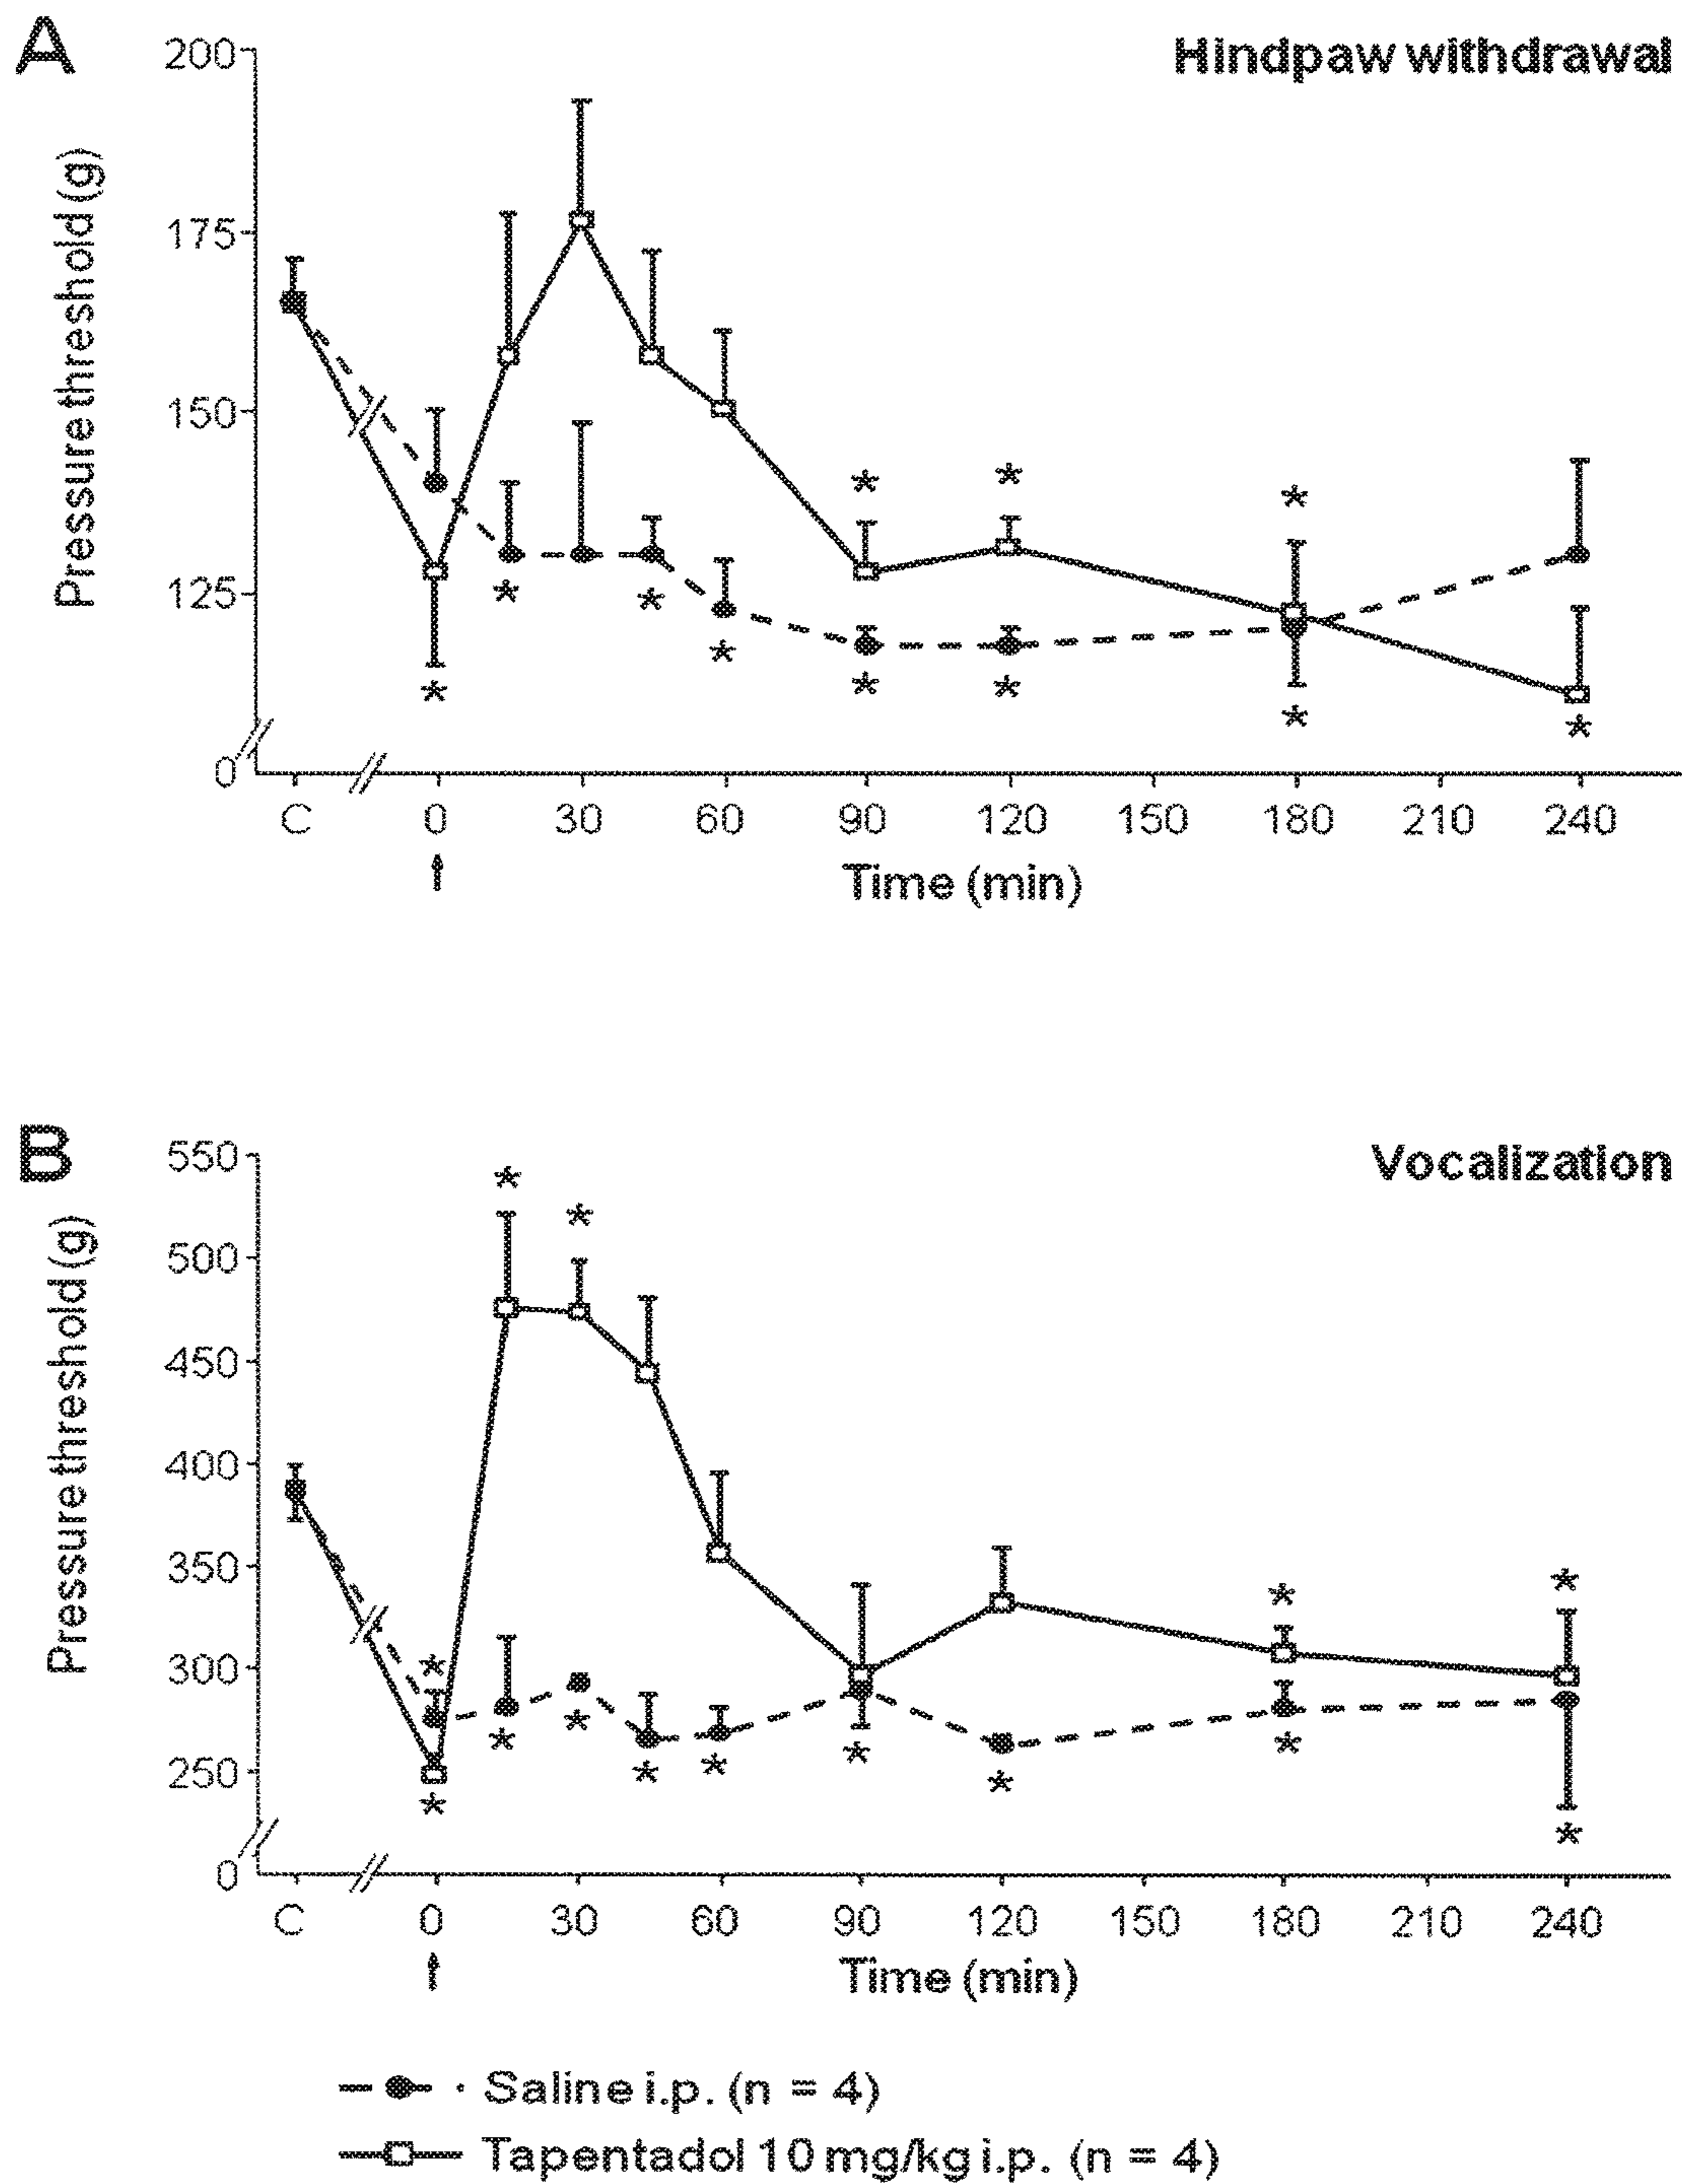 A
Hindpaw withdrawal
Pressure threshold (g)
200
175
150
125
0
* * * * * * * * * * *
C 0 30 60 90 120 150 180 210 240
↑
Time (min)
B
Vocalization
Pressure threshold (g)
550
500
450
400
350
300
250
0
* * * * * * * * * * * * * *
C 0 30 60 90 120 150 180 210 240
↑
Time (min)
Saline i.p. (n = 4)
Tapentadol 10 mg/kg i.p. (n = 4)